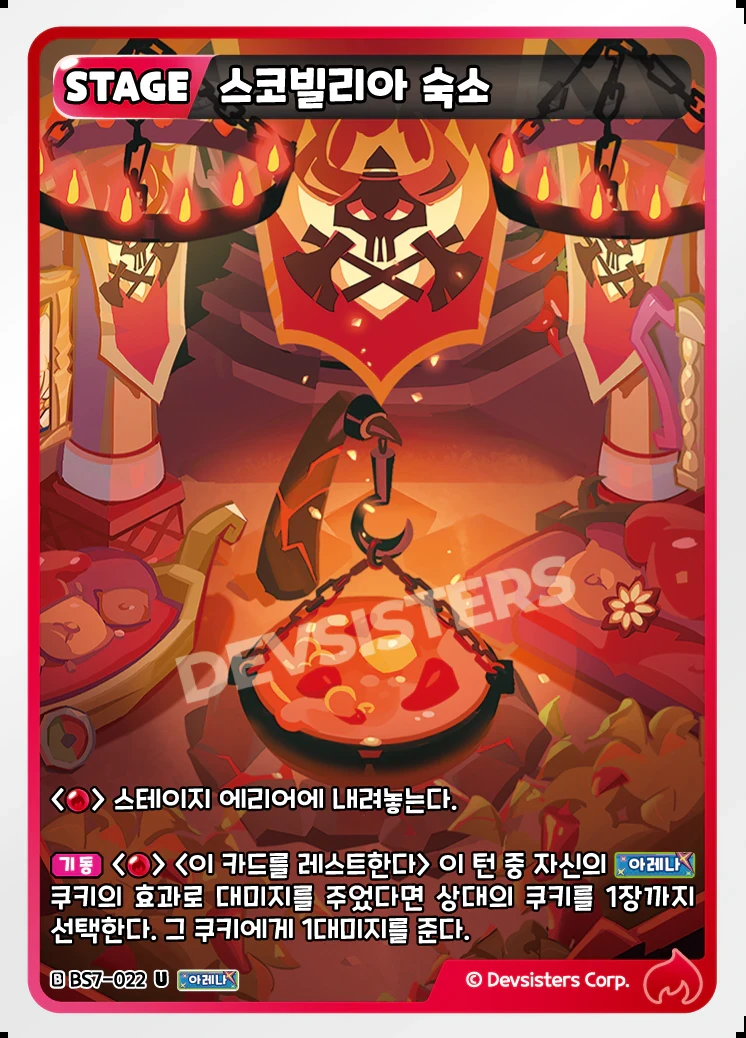 STAGE 스코빌리아 숙소
DEVSISTERS
< > 스테이지 에리어에 내려놓는다.
기동 < > <이 카드를 레스트한다> 이 턴 중 자신의 아레나
쿠키의 효과로 대미지를 주었다면 상대의 쿠키를 1장까지
선택한다. 그 쿠키에게 1대미지를 준다.
B BS7-022 U 아레나 © Devsisters Corp.